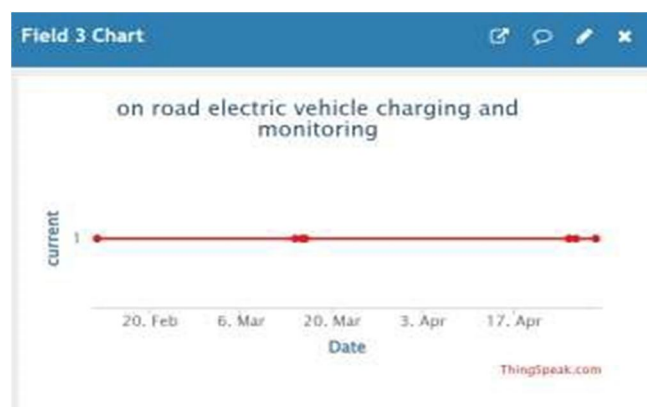 Field 3 Chart
on road electric vehicle charging and
monitoring
current
1
20. Feb
6. Mar
20. Mar
3. Apr
17. Apr
Date
ThingSpeak.com